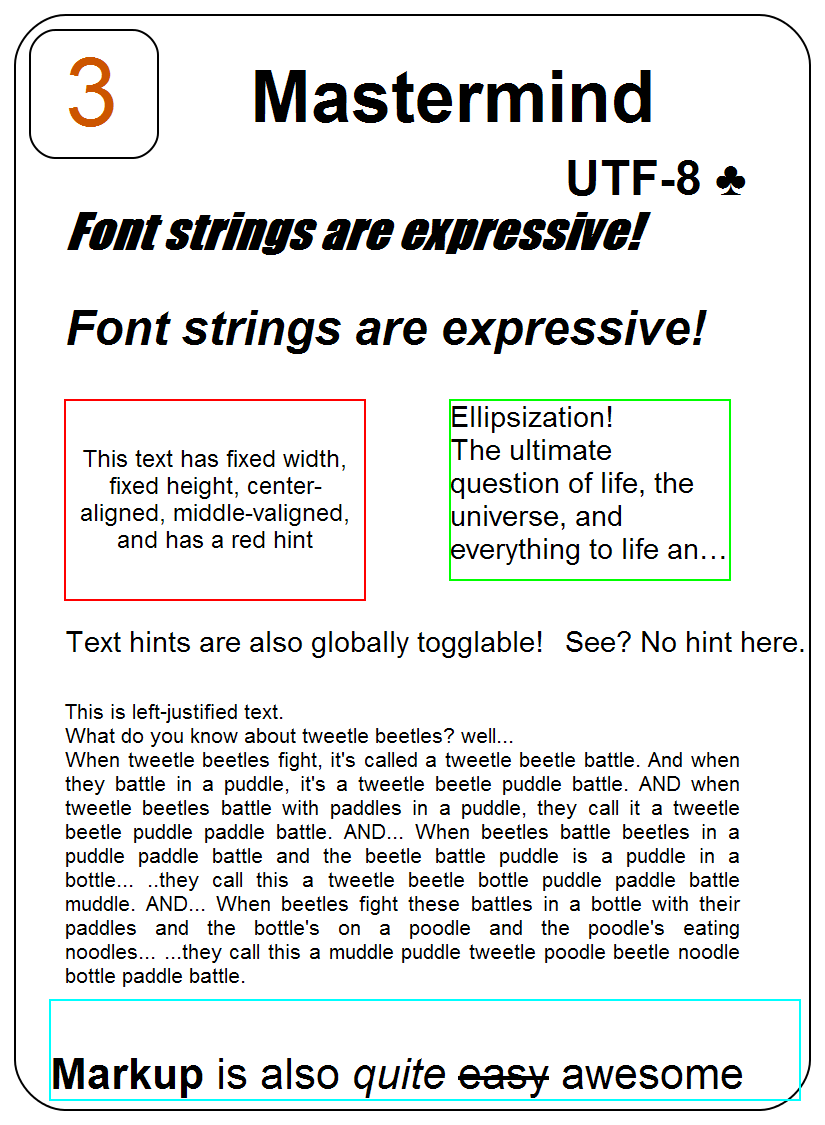 3
Mastermind
UTF-8 ♣
Font strings are expressive!
Font strings are expressive!
This text has fixed width,
fixed height, center-
aligned, middle-valigned,
and has a red hint
Ellipsization!
The ultimate
question of life, the
universe, and
everything to life an…
Text hints are also globally togglable!
See? No hint here.
This is left-justified text.
What do you know about tweetle beetles? well...
When tweetle beetles fight, it's called a tweetle beetle battle. And when
they battle in a puddle, it's a tweetle beetle puddle battle. AND when
tweetle beetles battle with paddles in a puddle, they call it a tweetle
beetle puddle paddle battle. AND... When beetles battle beetles in a
puddle paddle battle and the beetle battle puddle is a puddle in a
bottle... ..they call this a tweetle beetle bottle puddle paddle battle
muddle. AND... When beetles fight these battles in a bottle with their
paddles and the bottle's on a poodle and the poodle's eating
noodles... ...they call this a muddle puddle tweetle poodle beetle noodle
bottle paddle battle.
Markup is also quite easy awesome